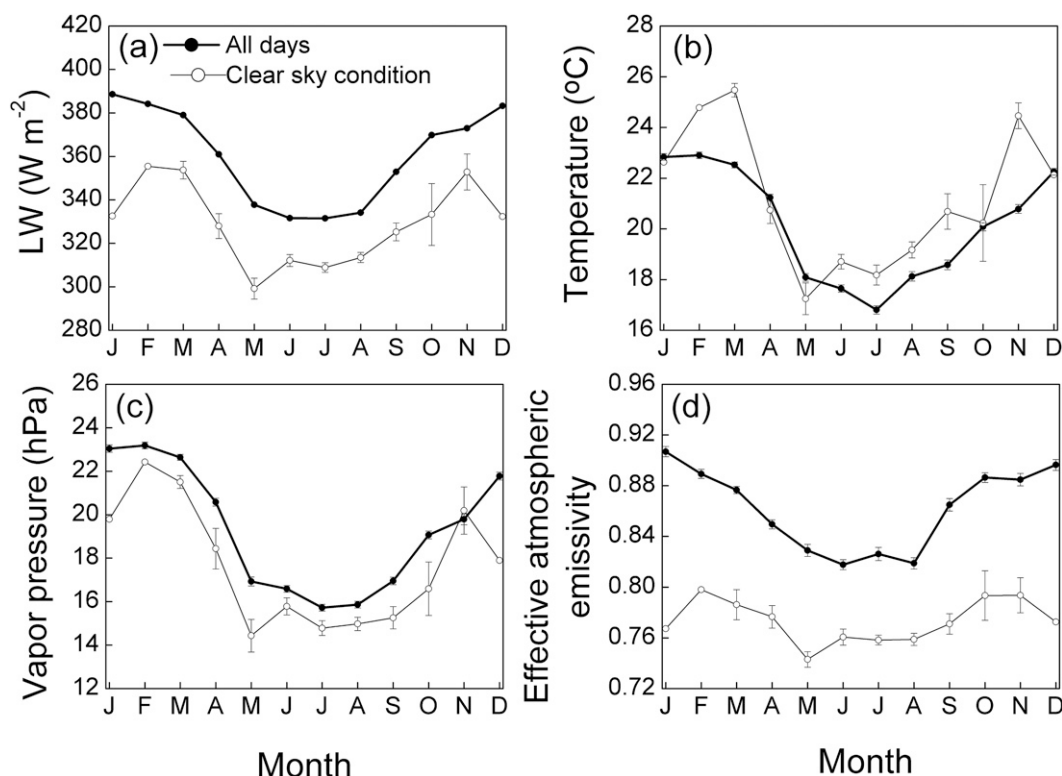 (a)
All days
Clear sky condition
LW (W m-2)
420
400
380
360
340
320
300
280
J F M A M J J A S O N D
(b)
Temperature (ºC)
28
26
24
22
20
18
16
J F M A M J J A S O N D
(c)
Vapor pressure (hPa)
26
24
22
20
18
16
14
12
J F M A M J J A S O N D
Month
(d)
Effective atmospheric
emissivity
0.96
0.92
0.88
0.84
0.80
0.76
0.72
J F M A M J J A S O N D
Month